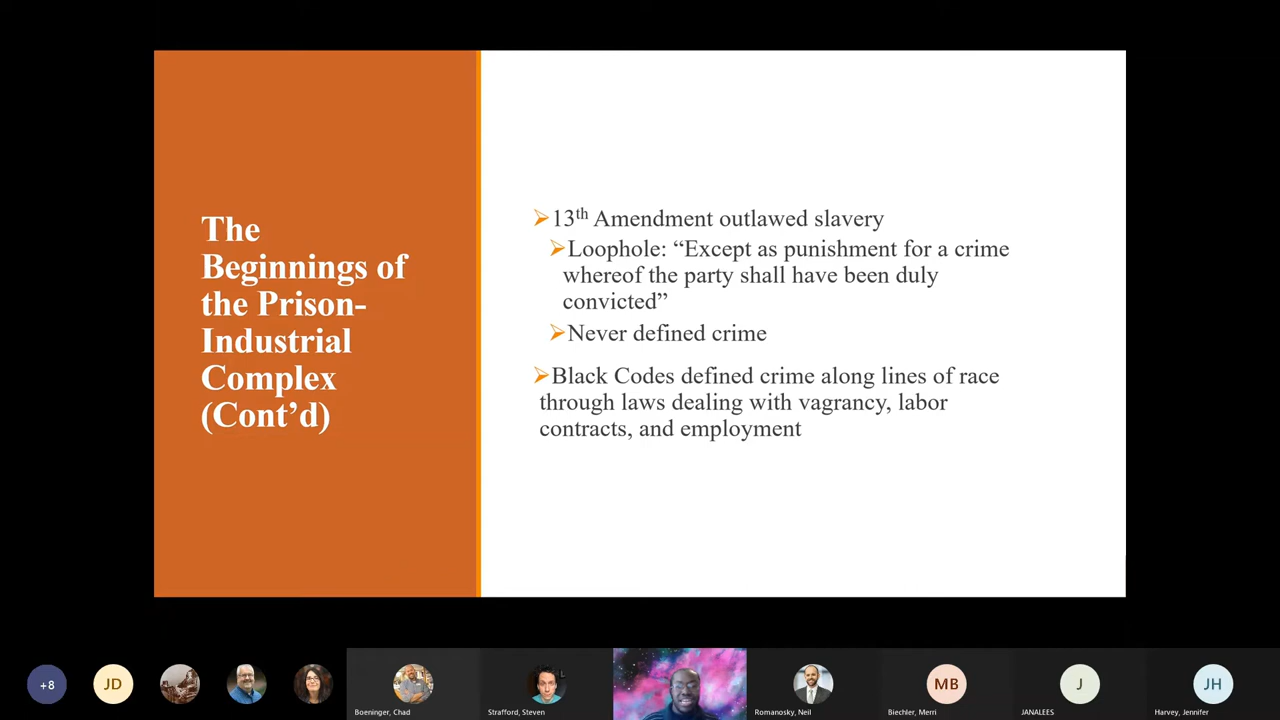 The
Beginnings of
the Prison-
Industrial
Complex
(Cont’d)
➢13th Amendment outlawed slavery
➢Loophole: “Except as punishment for a crime
whereof the party shall have been duly
convicted”
➢Never defined crime
➢Black Codes defined crime along lines of race
through laws dealing with vagrancy, labor
contracts, and employment
+8
JD
MB
J
JH
Boeninger, Chad
Strafford, Steven
Romanosky, Neil
Biechler, Merri
JANALEES
Harvey, Jennifer